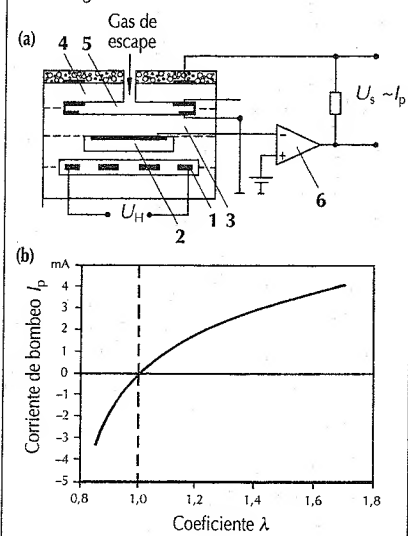 Gas de
escape
(a)
4 5
U_s ~I_p
6
U_H
1 3
2
(b)
mA
4
3
2
1
0
-1
-2
-3
-4
-5
0,8 1,0 1,2 1,4 1,6 1,8
Corriente de bombeo I_p
Coeficiente λ